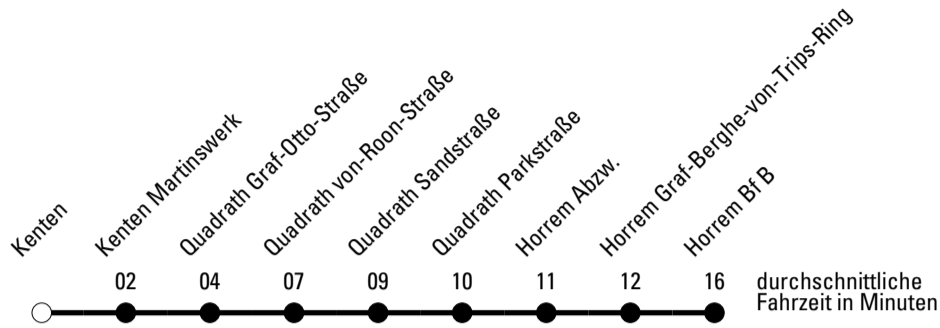 Kenten
Kenten Martinswerk
Quadrath Graf-Otto-Straße
Quadrath von-Roon-Straße
Quadrath Sandstraße
Quadrath Parkstraße
Horrem Abzw.
Horrem Graf-Berghe-von-Trips-Ring
Horrem Bf B
02 04 07 09 10 11 12 16
durchschnittliche
Fahrzeit in Minuten